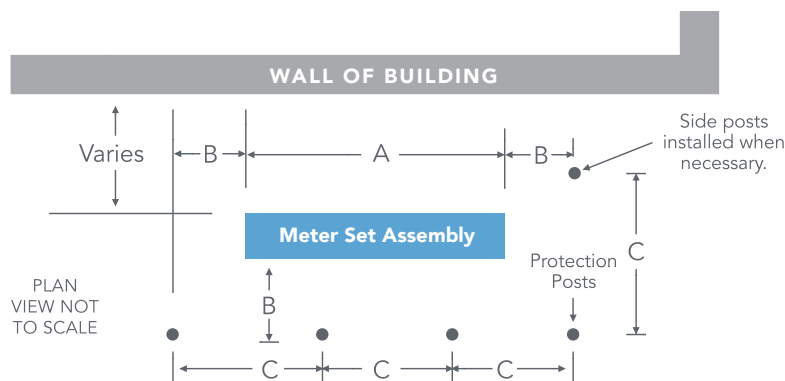 WALL OF BUILDING
Side posts
installed when
necessary.
Varies
B
A
B
Meter Set Assembly
C
Protection
Posts
PLAN
VIEW NOT
TO SCALE
B
C
C
C